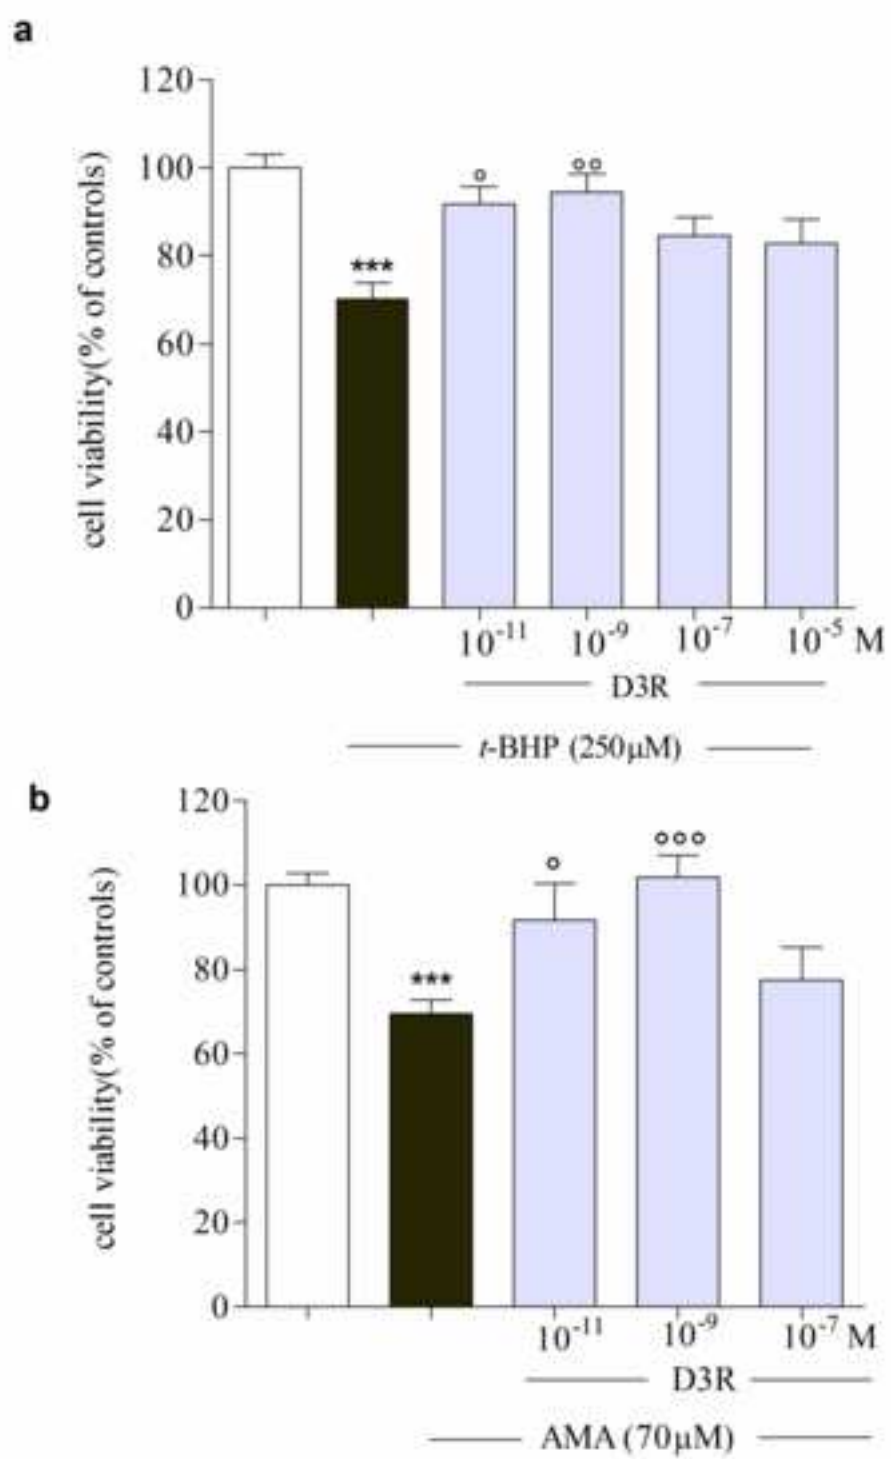 a
cell viability(% of controls)
120
100
80
60
40
20
0
***
°
°°
10⁻¹¹ 10⁻⁹ 10⁻⁷ 10⁻⁵ M
D3R
t-BHP (250μM)
b
cell viability(% of controls)
120
100
80
60
40
20
0
***
°
°°°
10⁻¹¹ 10⁻⁹ 10⁻⁷ M
D3R
AMA (70μM)